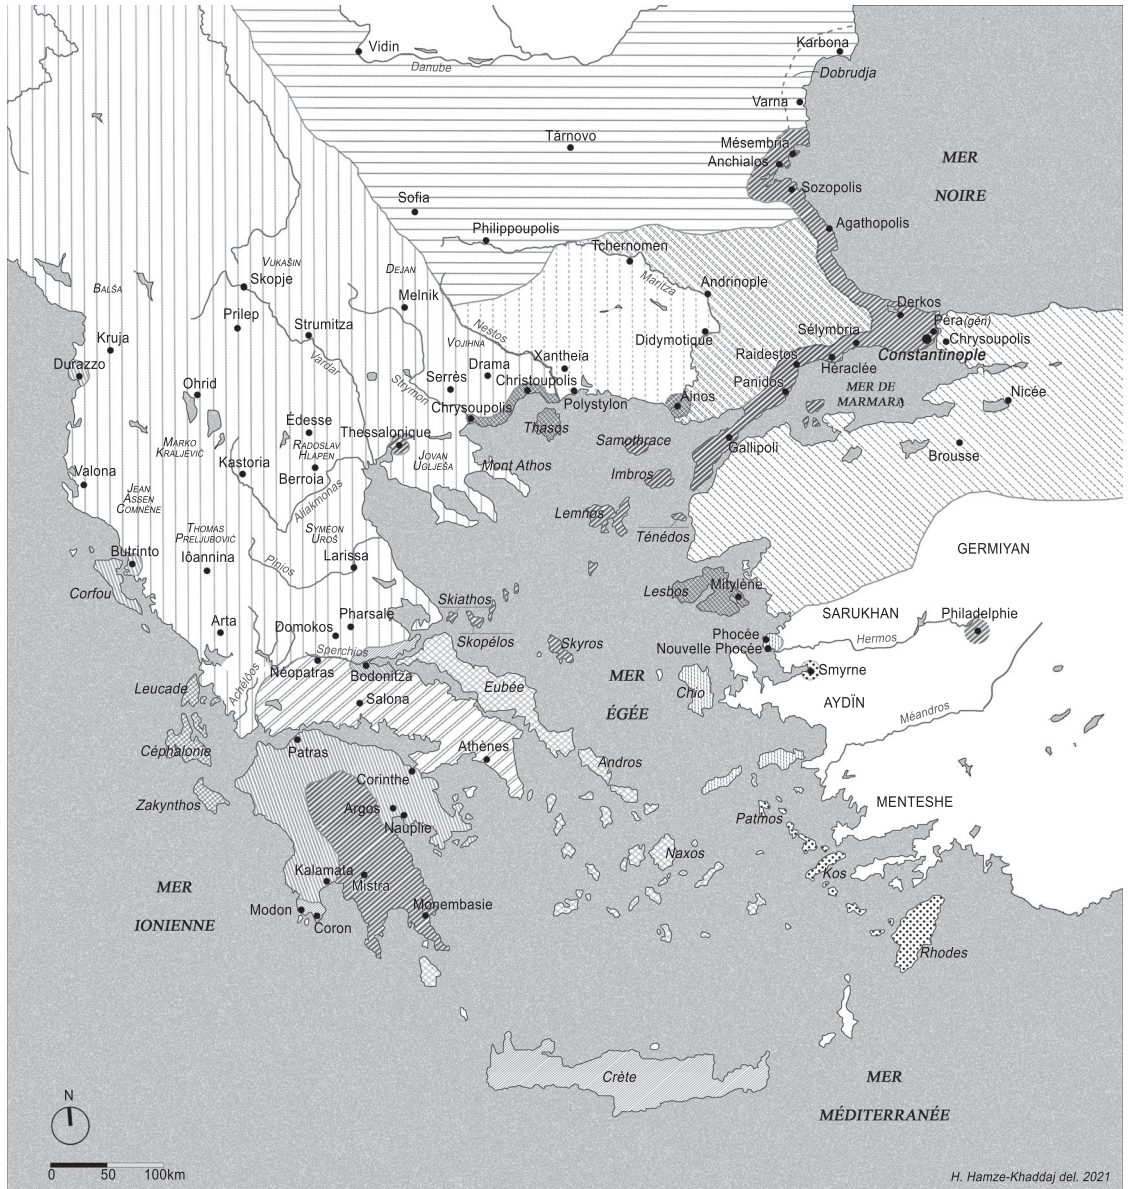 Karbona
Vidin
Danube
Dobrudja
Varna
Tărnovo
Mésembria
Anchialos
MER
NOIRE
Sozopolis
Sofia
Agathopolis
Philippoupolis
Tchernomen
VUKAŠIN
DEJAN
Skopje
Maritza
Andrinople
BALŠA
Melnik
Derkos
Prilep
Strumitza
Nestos
Péra (gén)
Sélymbria
Kruja
VOJIHNA
Didymotique
Chrysoupolis
Constantinople
Durazzo
Vardar
Drama
Xantheia
Raidestos
Héraclée
Ohrid
Serrès
Christoupolis
Panidos
MER DE
MARMARA
Nicée
Strymon
Chrysoupolis
Polystylon
Ainos
Édesse
Thasos
Thessalonique
Samothrace
Gallipoli
Brousse
MARKO
KRALJEVIĆ
RADOSLAV
HLAPEN
JOVAN
UGLJEŠA
Mont Athos
Kastoria
Berroia
Imbros
Valona
JEAN
ASSEN
COMNÈNE
Aliakmonas
Lemnos
THOMAS
PRELJUBOVIĆ
SYMÉON
UROŠ
Ténédos
Butrinto
Iôannina
Pinios
Larissa
GERMIYAN
Corfou
Skiathos
Lesbos
Mitylène
Arta
Pharsale
SARUKHAN
Philadelphie
Domokos
Skopélos
Skyros
Phocée
Hermos
Sperchios
Nouvelle Phocée
Néopatras
Bodonitza
Smyrne
Achélôos
Leucade
Eubée
MER
ÉGÉE
Chio
Salona
AYDÏN
Méandros
Céphalonie
Patras
Athènes
Andros
Corinthe
Zakynthos
Argos
Nauplie
Patmos
MENTESHE
Naxos
Kalamata
Mistra
Kos
MER
IONIENNE
Modon
Coron
Monembasie
Rhodes
Crète
MER
MÉDITERRANÉE
N
0 50 100km
H. Hamze-Khaddaj del. 2021